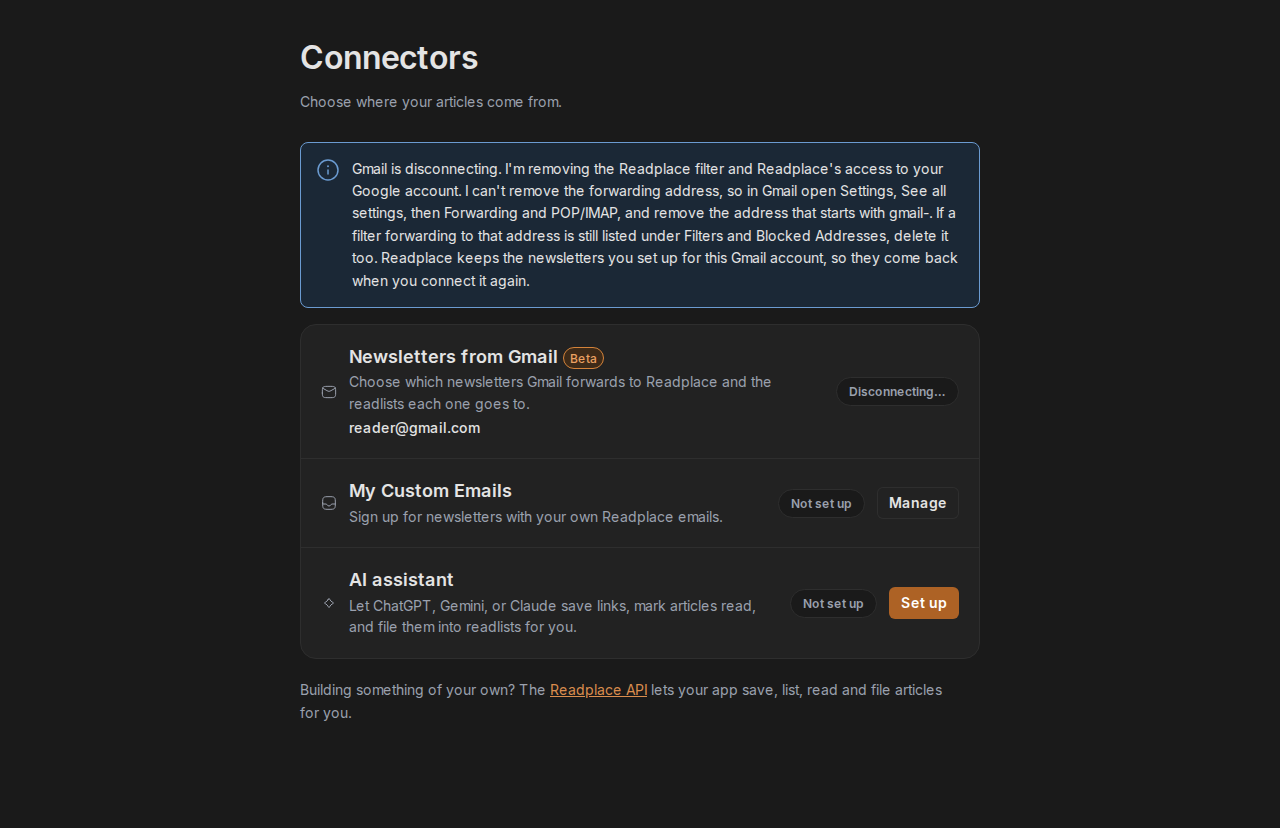 Connectors
Choose where your articles come from.
Gmail is disconnecting. I'm removing the Readplace filter and Readplace's access to your
Google account. I can't remove the forwarding address, so in Gmail open Settings, See all
settings, then Forwarding and POP/IMAP, and remove the address that starts with gmail-. If a
filter forwarding to that address is still listed under Filters and Blocked Addresses, delete it
too. Readplace keeps the newsletters you set up for this Gmail account, so they come back
when you connect it again.
Newsletters from Gmail Beta
Choose which newsletters Gmail forwards to Readplace and the
readlists each one goes to.
reader@gmail.com
Disconnecting…
My Custom Emails
Sign up for newsletters with your own Readplace emails.
Not set up
Manage
AI assistant
Let ChatGPT, Gemini, or Claude save links, mark articles read,
and file them into readlists for you.
Not set up
Set up
Building something of your own? The Readplace API lets your app save, list, read and file articles
for you.